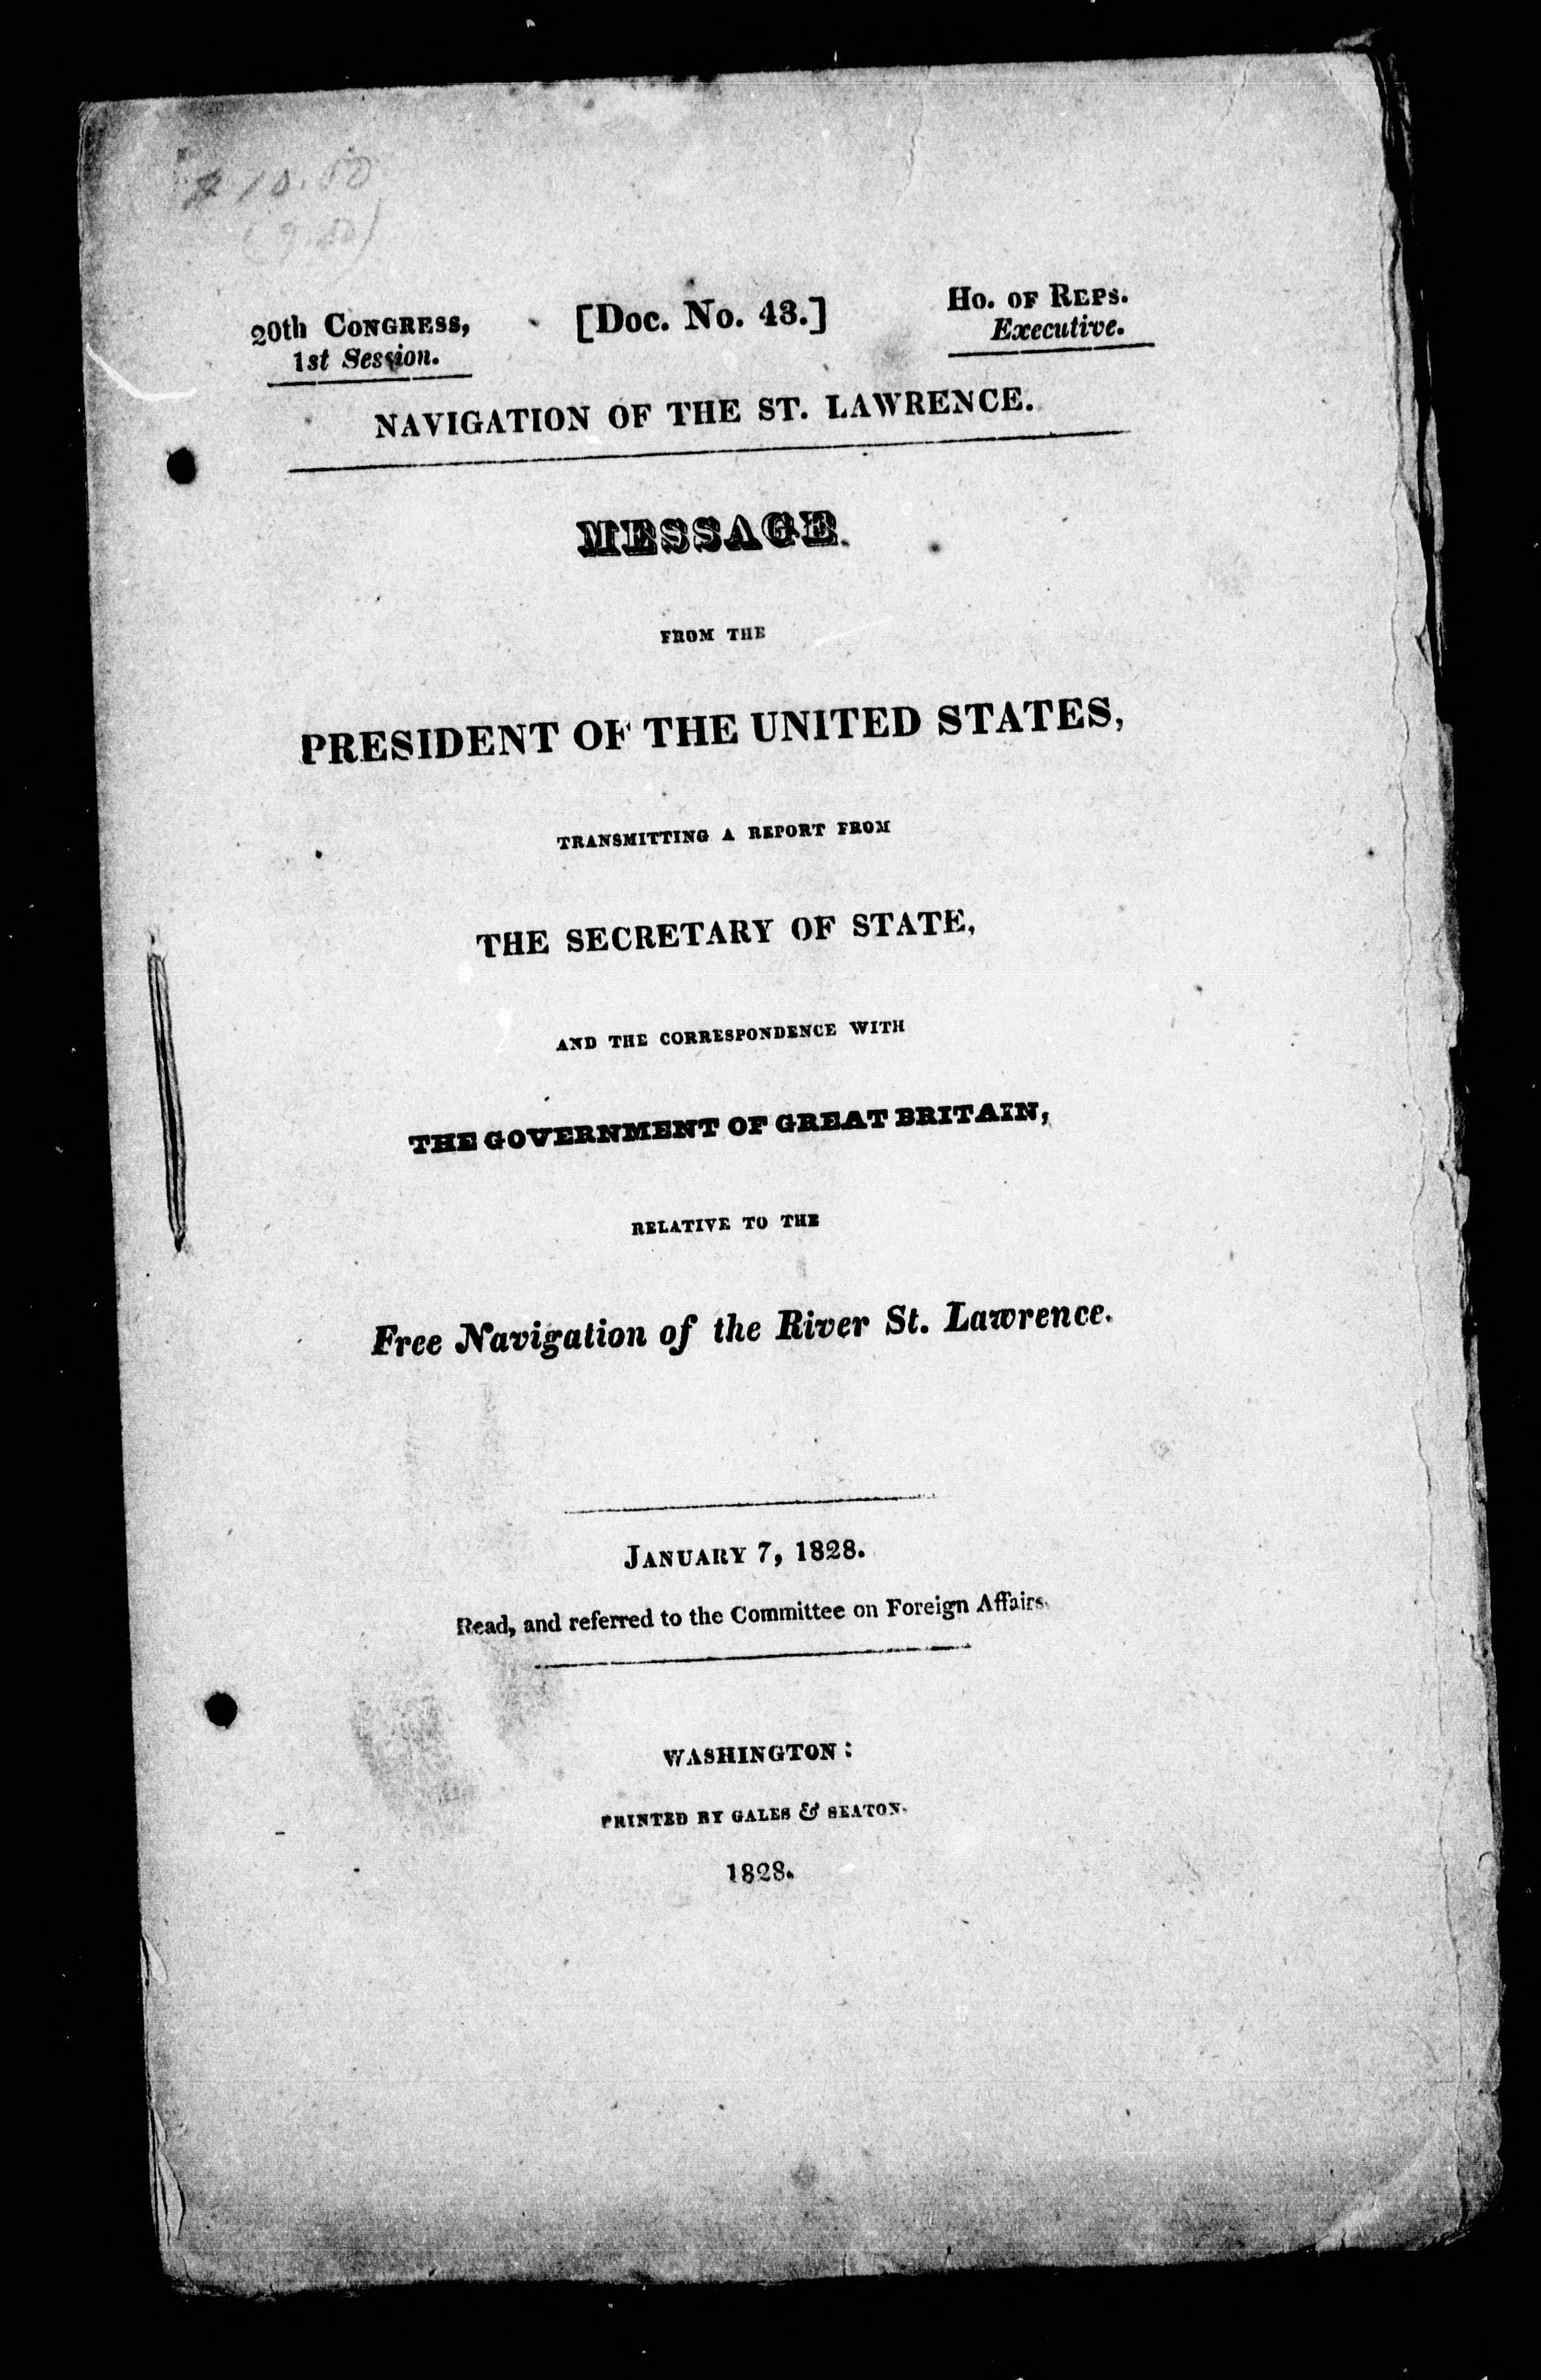 $10.50
20th CONGRESS, [Doc. No. 43.] Ho. OF REPS.
1st Session. Executive.
NAVIGATION OF THE ST. LAWRENCE.
MESSAGE
FROM THE
PRESIDENT OF THE UNITED STATES,
TRANSMITTING A REPORT FROM
THE SECRETARY OF STATE,
AND THE CORRESPONDENCE WITH
THE GOVERNMENT OF GREAT BRITAIN,
RELATIVE TO THE
Free Navigation of the River St. Lawrence.
JANUARY 7, 1828.
Read, and referred to the Committee on Foreign Affairs.
WASHINGTON:
PRINTED BY GALES & SEATON.
1828.